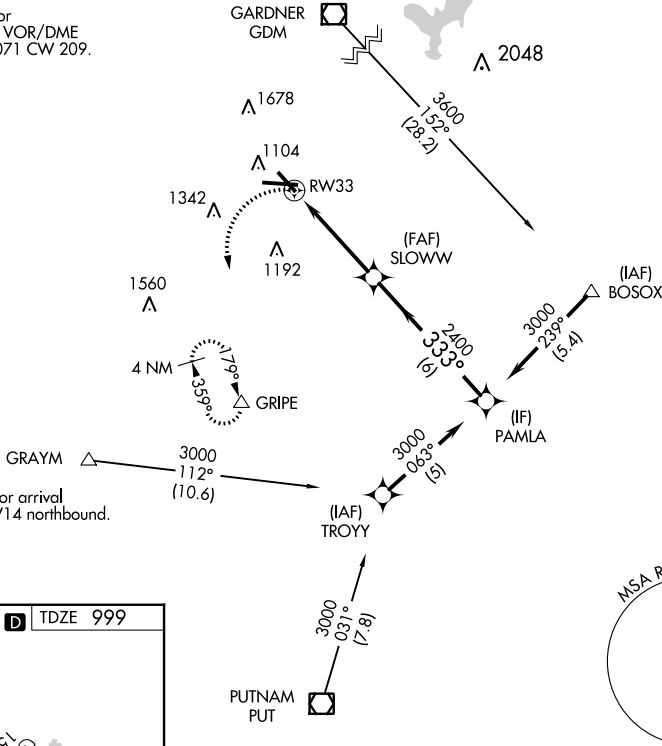 or
VOR/DME
071 CW 209.
GARDNER
GDM
2048
3600
152°
(28.2)
1678
1104
RW33
1342
1192
(FAF)
SLOWW
(IAF)
BOSOX
3000
239°
(5.4)
1560
2400
333°
(6)
4 NM
179°
359°
GRIPE
(IF)
PAMLA
GRAYM
3000
112°
(10.6)
3000
063°
(5)
or arrival
/14 northbound.
(IAF)
TROYY
3000
031°
(7.8)
MSA R
D
TDZE 999
PUTNAM
PUT